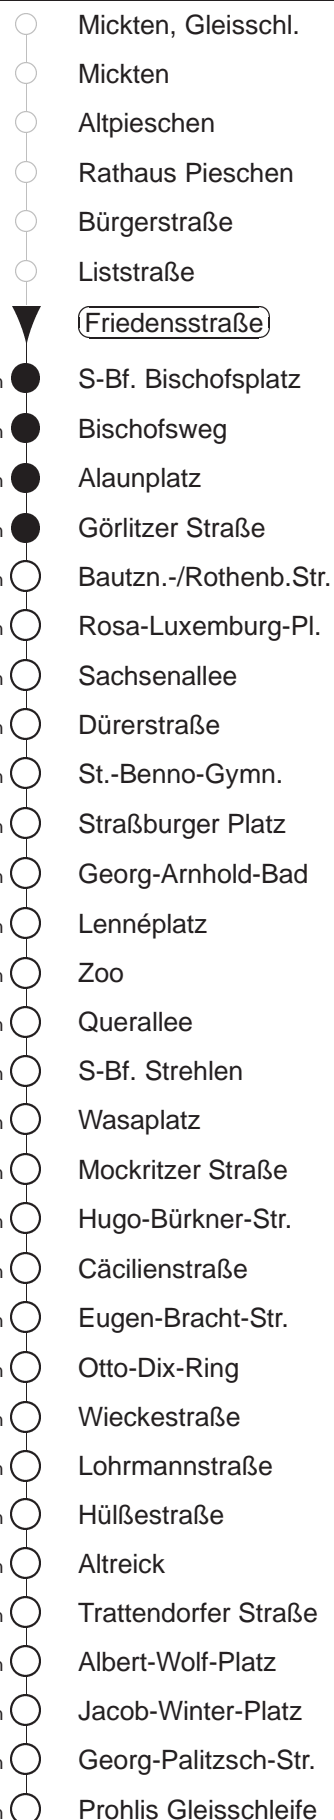 Mickten, Gleisschl.
Mickten
Altpieschen
Rathaus Pieschen
Bürgerstraße
Liststraße
Friedensstraße
S-Bf. Bischofsplatz
Bischofsweg
Alaunplatz
Görlitzer Straße
Bautzn.-/Rothenb.Str.
Rosa-Luxemburg-Pl.
Sachsenallee
Dürerstraße
St.-Benno-Gymn.
Straßburger Platz
Georg-Arnhold-Bad
Lennéplatz
Zoo
Querallee
S-Bf. Strehlen
Wasaplatz
Mockritzer Straße
Hugo-Bürkner-Str.
Cäcilienstraße
Eugen-Bracht-Str.
Otto-Dix-Ring
Wieckestraße
Lohrmannstraße
Hülßestraße
Altreick
Trattendorfer Straße
Albert-Wolf-Platz
Jacob-Winter-Platz
Georg-Palitzsch-Str.
Prohlis Gleisschleife